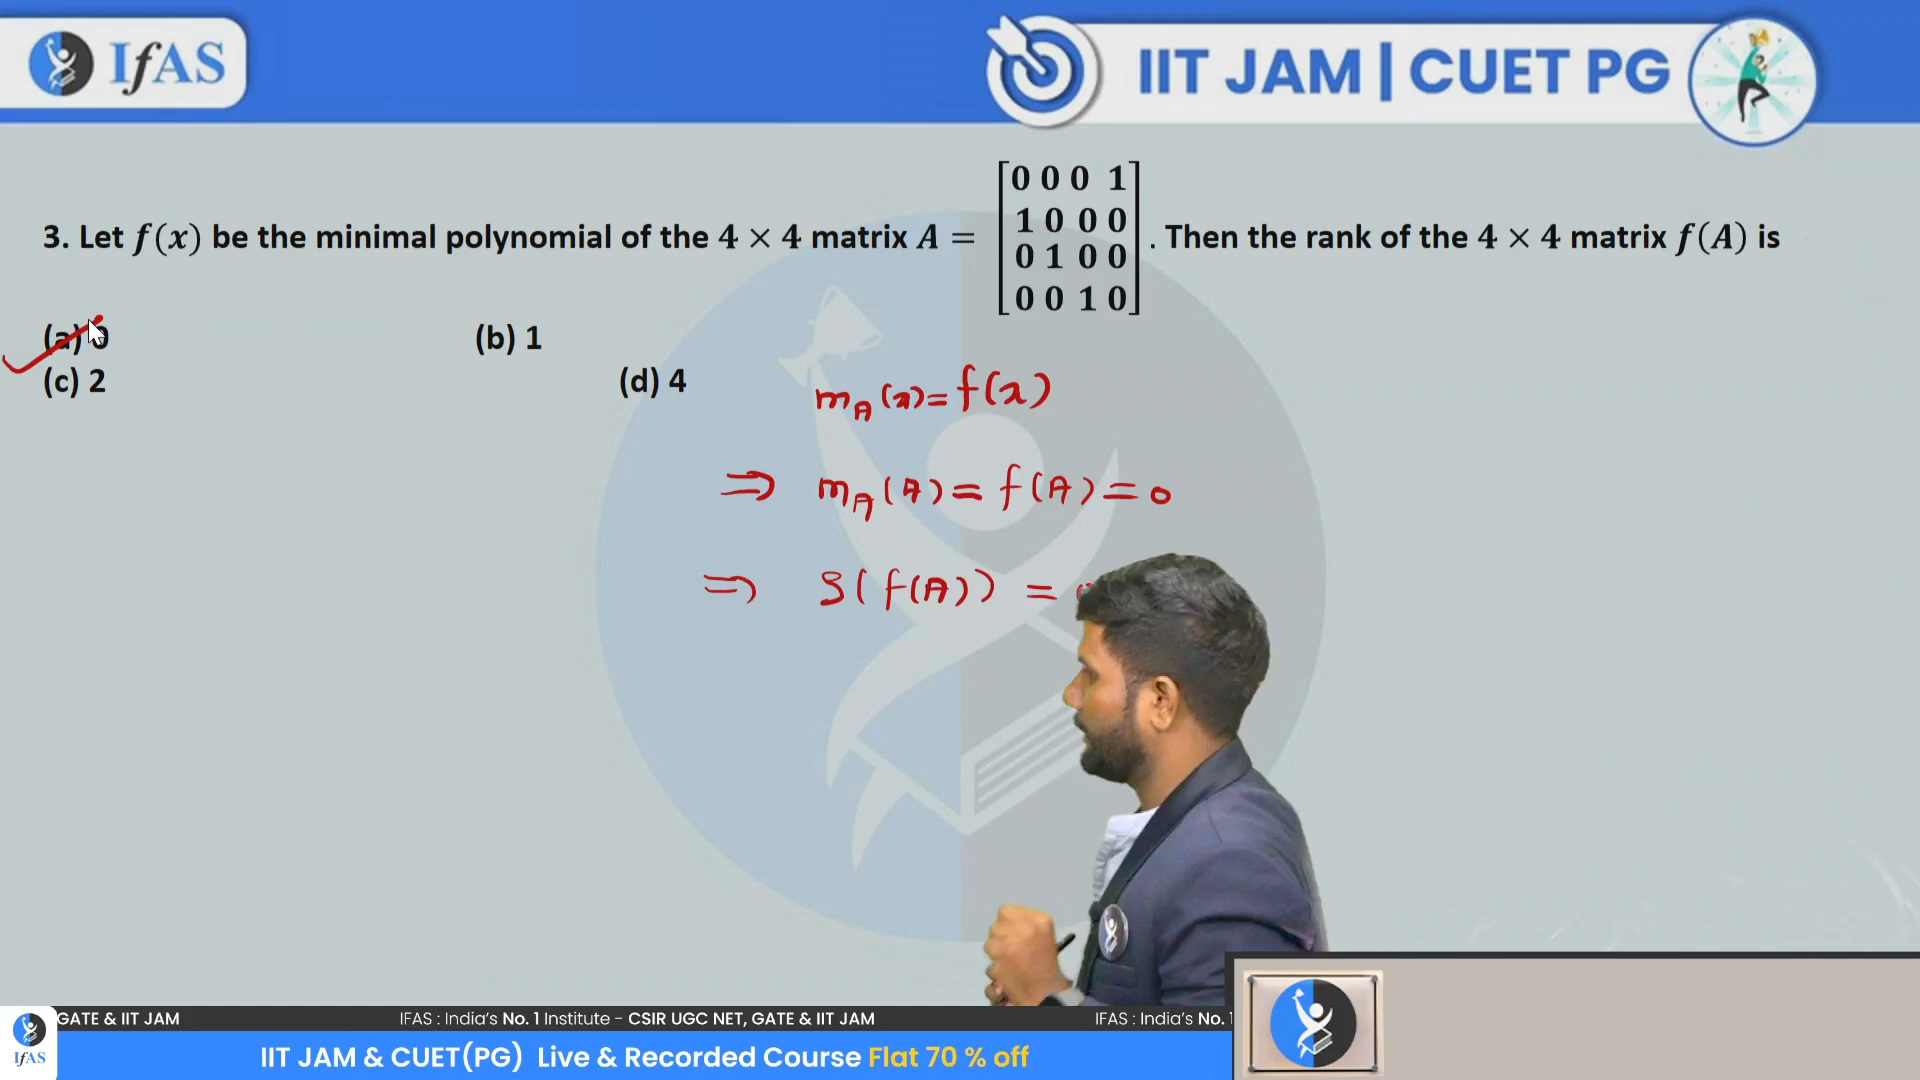 IfAS
IIT JAM | CUET PG
3. Let f(x) be the minimal polynomial of the 4 × 4 matrix A = [0 0 0 1
1 0 0 0
0 1 0 0
0 0 1 0]. Then the rank of the 4 × 4 matrix f(A) is
(a) 0 (b) 1
(c) 2 (d) 4
m_A(x) = f(x)
⇒ m_A(A) = f(A) = 0
⇒ ρ(f(A)) =
GATE & IIT JAM IFAS : India's No. 1 Institute - CSIR UGC NET, GATE & IIT JAM IFAS : India's No.
IfAS
IIT JAM & CUET(PG) Live & Recorded Course Flat 70 % off